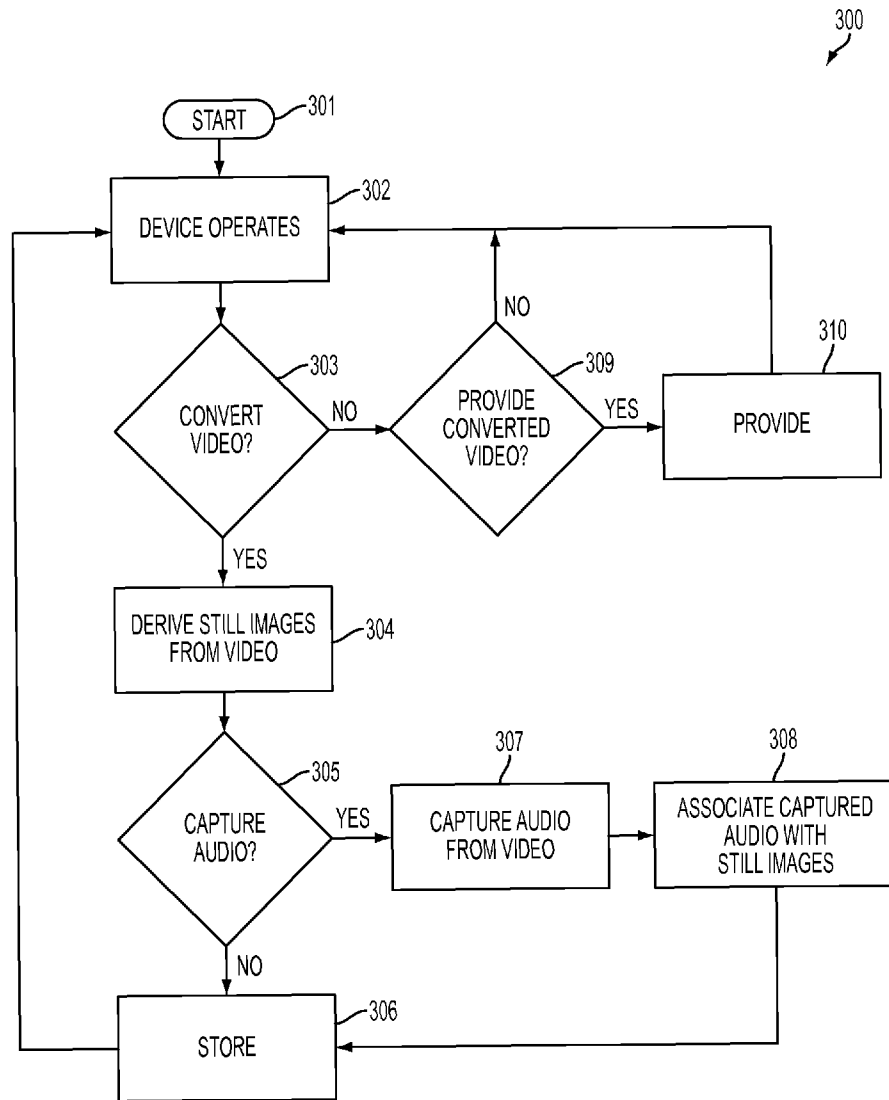 300
START
301
DEVICE OPERATES
302
CONVERT
VIDEO?
303
NO
PROVIDE
CONVERTED
VIDEO?
309
NO
YES
PROVIDE
310
YES
DERIVE STILL IMAGES
FROM VIDEO
304
CAPTURE
AUDIO?
305
YES
CAPTURE AUDIO
FROM VIDEO
307
ASSOCIATE CAPTURED
AUDIO WITH
STILL IMAGES
308
NO
STORE
306